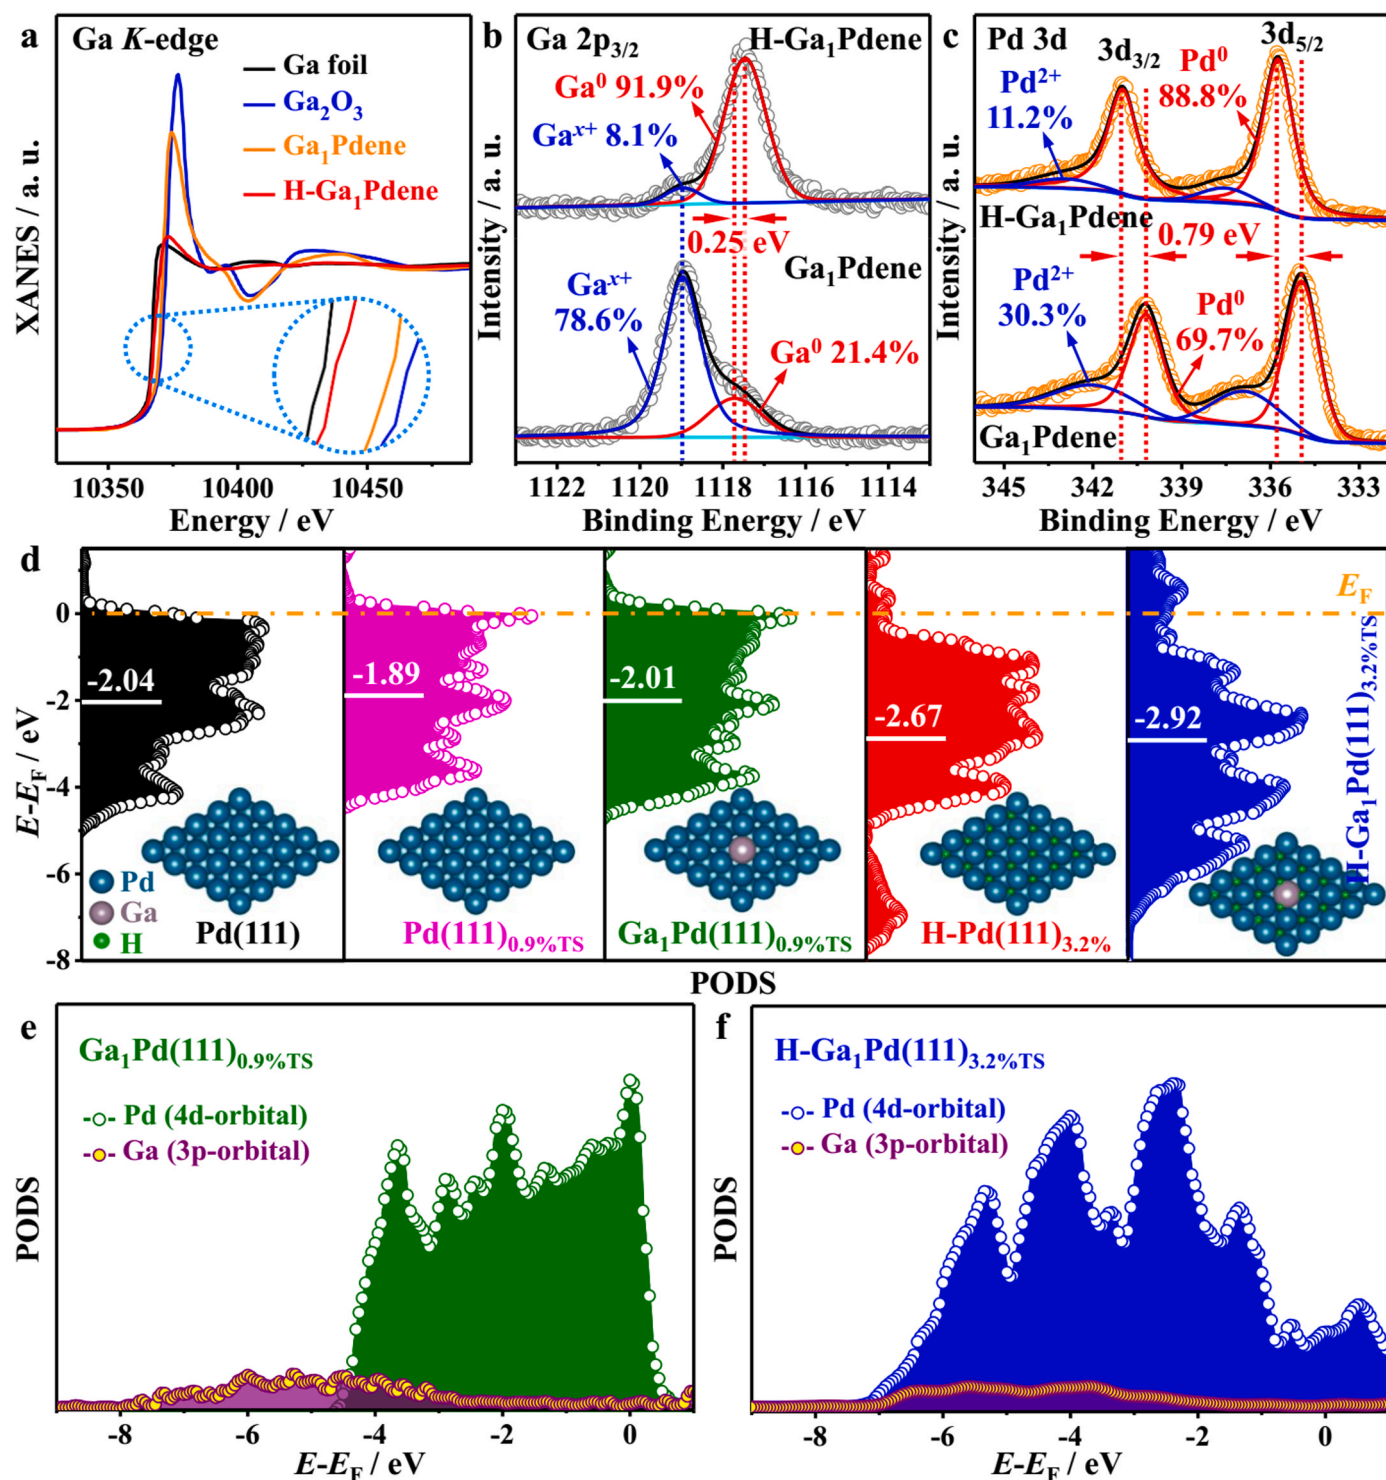 a
Ga K-edge
Ga foil
Ga₂O₃
Ga₁Pdene
H-Ga₁Pdene
XANES / a. u.
10350 10400 10450
Energy / eV
b
Ga 2p₃/₂
H-Ga₁Pdene
Ga⁰ 91.9%
Gaˣ⁺ 8.1%
0.25 eV
Ga₁Pdene
Gaˣ⁺
78.6%
Ga⁰ 21.4%
Intensity / a. u.
1122 1120 1118 1116 1114
Binding Energy / eV
c
Pd 3d
3d₃/₂
3d₅/₂
Pd²⁺
11.2%
Pd⁰
88.8%
H-Ga₁Pdene
0.79 eV
Pd²⁺
30.3%
Pd⁰
69.7%
Ga₁Pdene
Intensity / a. u.
345 342 339 336 333
Binding Energy / eV
d
E-E_F / eV
0
-2
-4
-6
-8
-2.04
-1.89
-2.01
-2.67
-2.92
E_F
Pd
Ga
H
Pd(111)
Pd(111)₀.₉%TS
Ga₁Pd(111)₀.₉%TS
H-Pd(111)₃.₂%
H-Ga₁Pd(111)₃.₂%TS
PODS
e
Ga₁Pd(111)₀.₉%TS
Pd (4d-orbital)
Ga (3p-orbital)
PODS
-8 -6 -4 -2 0
E-E_F / eV
f
H-Ga₁Pd(111)₃.₂%TS
Pd (4d-orbital)
Ga (3p-orbital)
PODS
-8 -6 -4 -2 0
E-E_F / eV